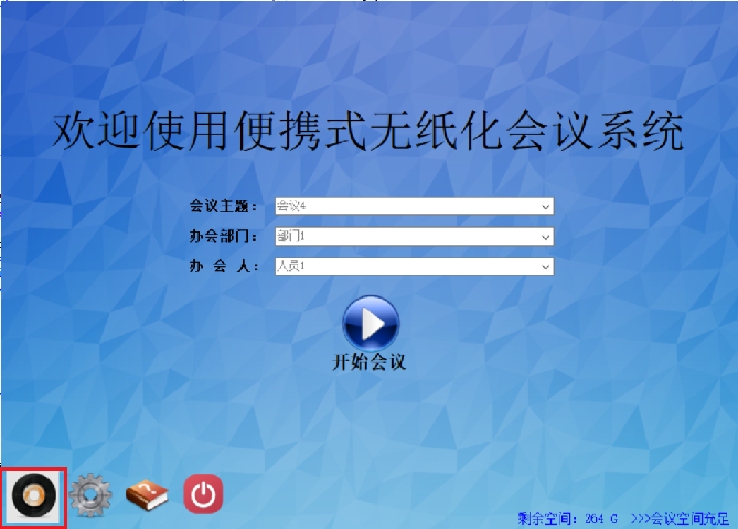 欢迎使用便携式无纸化会议系统
会议主题： 会议4
办会部门： 部门1
办 会 人： 人员1
开始会议
剩余空间：264 G >>>会议空间充足